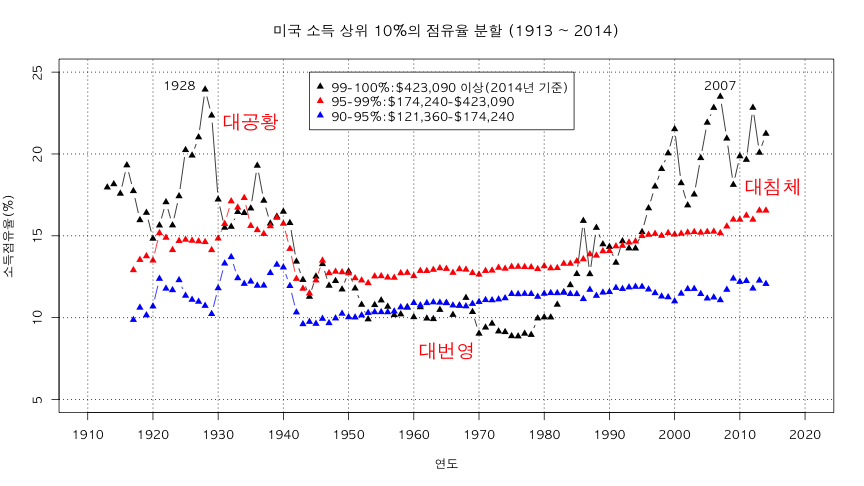 미국 소득 상위 10%의 점유율 분할 (1913 ~ 2014)
25
20
15
10
5
소득점유율(%)
1928
2007
99-100%:$423,090 이상(2014년 기준)
95-99%:$174,240-$423,090
90-95%:$121,360-$174,240
대공황
대침체
대번영
1910 1920 1930 1940 1950 1960 1970 1980 1990 2000 2010 2020
연도